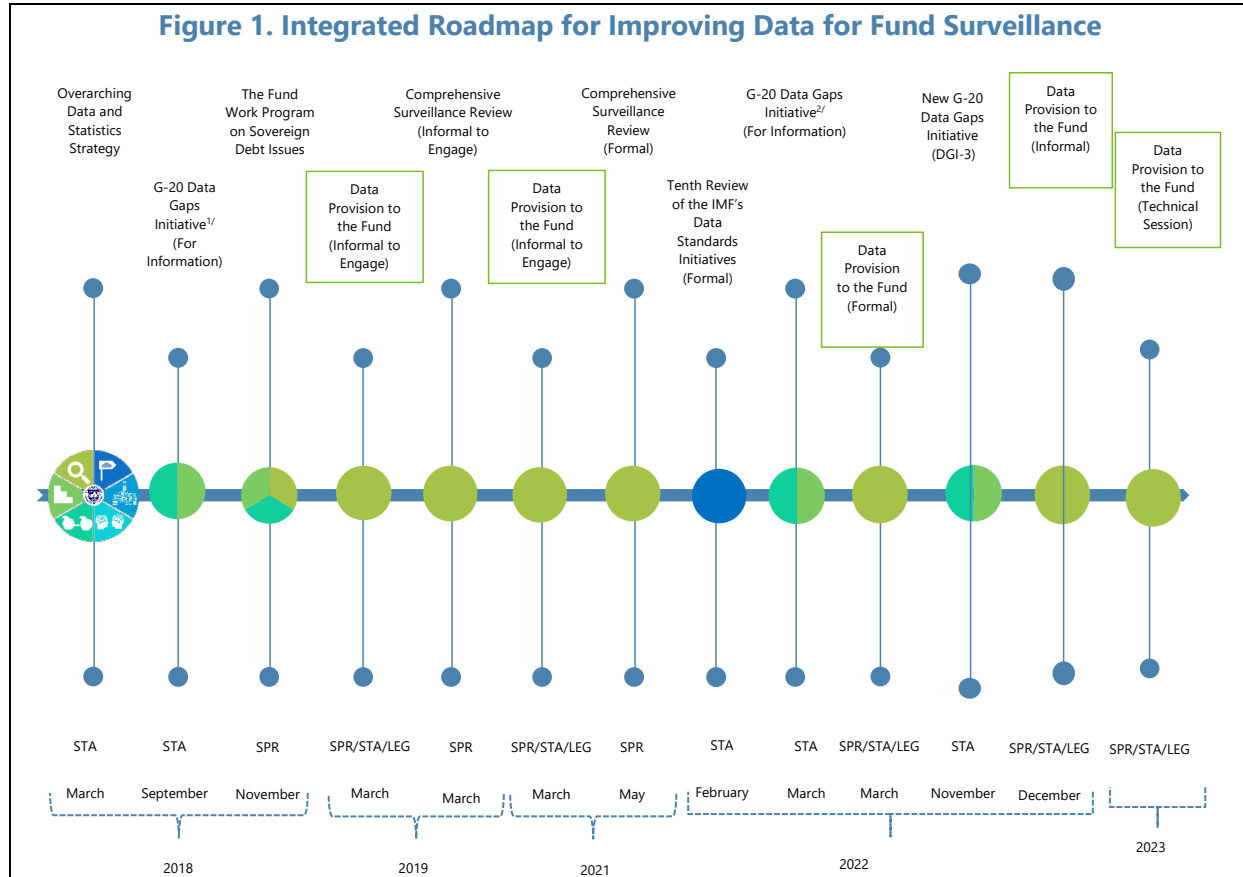 Figure 1. Integrated Roadmap for Improving Data for Fund Surveillance
Overarching
Data and
Statistics
Strategy
G-20 Data
Gaps
Initiative1/
(For
Information)
The Fund
Work Program
on Sovereign
Debt Issues
Data
Provision to
the Fund
(Informal to
Engage)
Comprehensive
Surveillance Review
(Informal to
Engage)
Data
Provision to
the Fund
(Informal to
Engage)
Comprehensive
Surveillance
Review
(Formal)
Tenth Review
of the IMF's
Data
Standards
Initiatives
(Formal)
G-20 Data Gaps
Initiative2/
(For Information)
Data
Provision
to the Fund
(Formal)
New G-20
Data Gaps
Initiative
(DGI-3)
Data
Provision to
the Fund
(Informal)
Data
Provision to
the Fund
(Technical
Session)
STA STA SPR SPR/STA/LEG SPR SPR/STA/LEG SPR STA STA SPR/STA/LEG STA SPR/STA/LEG SPR/STA/LEG
March September November March March March May February March March November December
2018 2019 2021 2022 2023